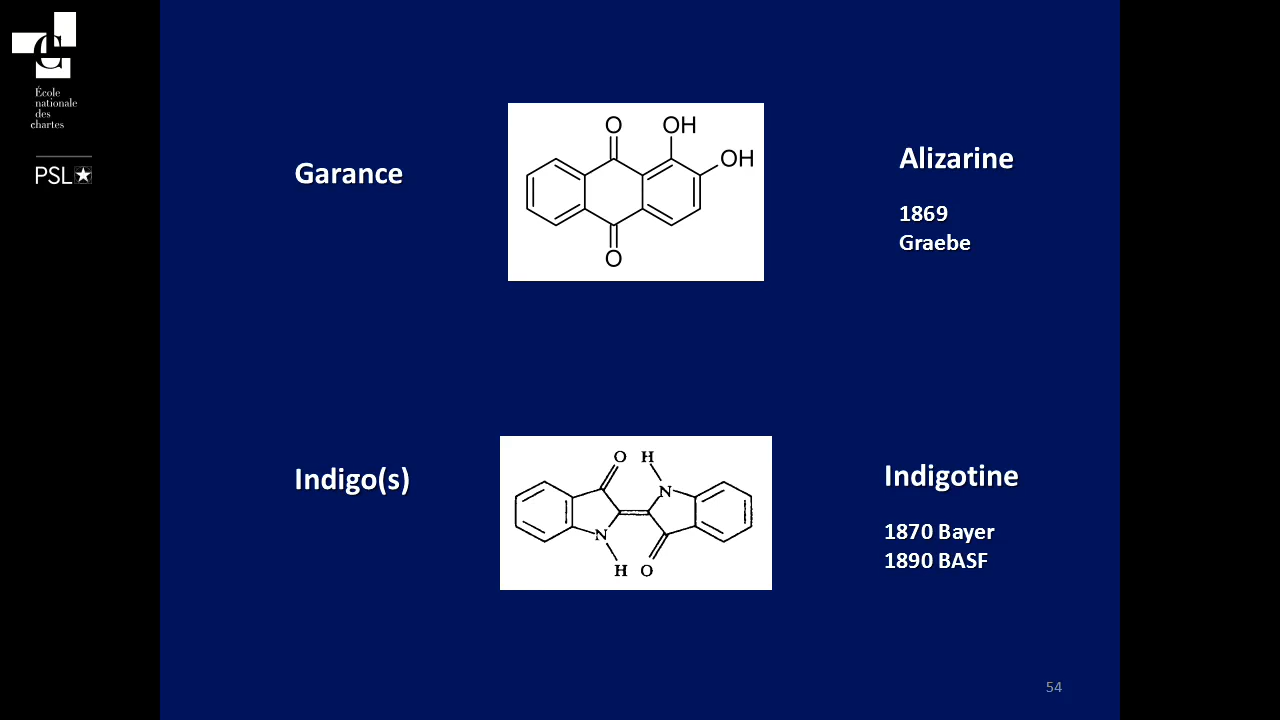 École
nationale
des
chartes
PSL
Garance
O
OH
OH
O
Alizarine
1869
Graebe
Indigo(s)
O H
N
N
H O
Indigotine
1870 Bayer
1890 BASF
54